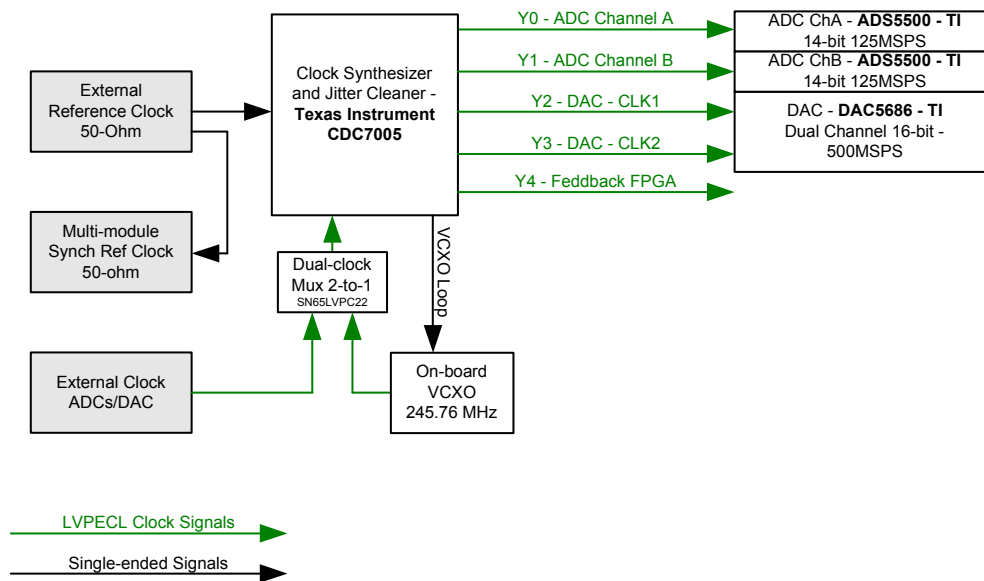 External
Reference Clock
50-Ohm
Multi-module
Synch Ref Clock
50-ohm
External Clock
ADCs/DAC
Clock Synthesizer
and Jitter Cleaner -
Texas Instrument
CDC7005
Dual-clock
Mux 2-to-1
SN65LVPC22
VCXO Loop
On-board
VCXO
245.76 MHz
Y0 - ADC Channel A
Y1 - ADC Channel B
Y2 - DAC - CLK1
Y3 - DAC - CLK2
Y4 - Feddback FPGA
ADC ChA - ADS5500 - TI
14-bit 125MSPS
ADC ChB - ADS5500 - TI
14-bit 125MSPS
DAC - DAC5686 - TI
Dual Channel 16-bit -
500MSPS
LVPECL Clock Signals
Single-ended Signals